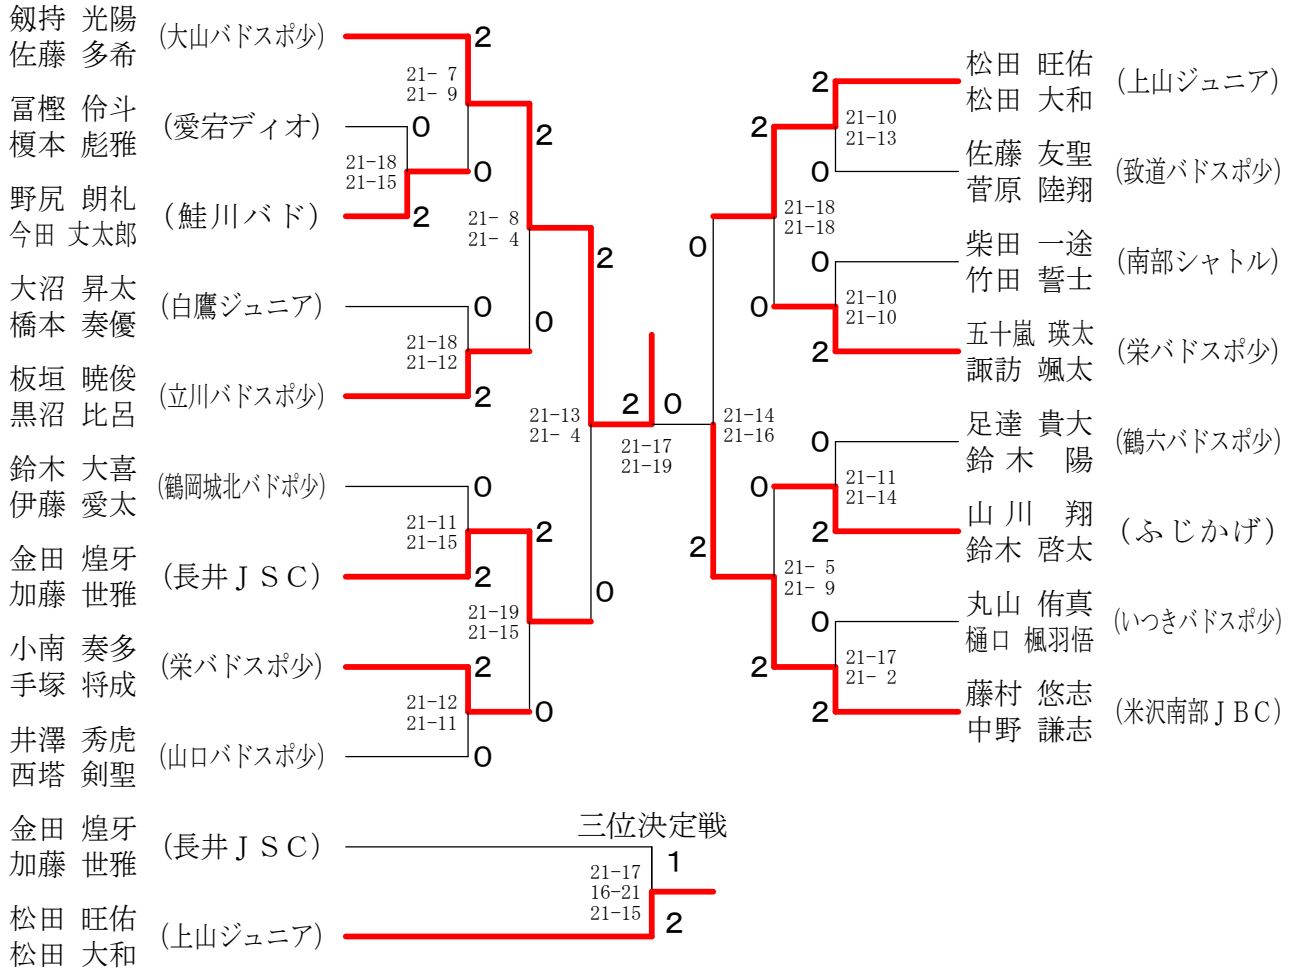 剱持 光陽
佐藤 多希
(大山バドスポ少)
2
21- 7
21- 9
冨樫 伶斗
榎本 彪雅
(愛宕ディオ)
0
2
21-18
21-15
0
野尻 朗礼
今田 丈太郎
(鮭川バド)
2
21- 8
21- 4
2
大沼 昇太
橋本 奏優
(白鷹ジュニア)
0
0
21-18
21-12
板垣 暁俊
黒沼 比呂
(立川バドスポ少)
2
21-13
21- 4
鈴木 大喜
伊藤 愛太
(鶴岡城北バドポ少)
0
21-11
21-15
2
金田 煌牙
加藤 世雅
(長井ＪＳＣ)
2
0
21-19
21-15
小南 奏多
手塚 将成
(栄バドスポ少)
2
21-12
21-11
0
井澤 秀虎
西塔 剣聖
(山口バドスポ少)
0
2 0
21-17
21-19
松田 旺佑
松田 大和
(上山ジュニア)
2
21-10
21-13
2
佐藤 友聖
菅原 陸翔
(致道バドスポ少)
0
21-18
21-18
0
柴田 一途
竹田 誓士
(南部シャトル)
0
21-10
21-10
0
五十嵐 瑛太
諏訪 颯太
(栄バドスポ少)
2
21-14
21-16
足達 貴大
鈴木 陽
(鶴六バドスポ少)
0
21-11
21-14
0
山川 翔
鈴木 啓太
(ふじかげ)
2
2
21- 5
21- 9
丸山 侑真
樋口 楓羽悟
(いつきバドスポ少)
0
21-17
21- 2
2
藤村 悠志
中野 謙志
(米沢南部ＪＢＣ)
2
三位決定戦
金田 煌牙
加藤 世雅
(長井ＪＳＣ)
1
21-17
16-21
21-15
松田 旺佑
松田 大和
(上山ジュニア)
2